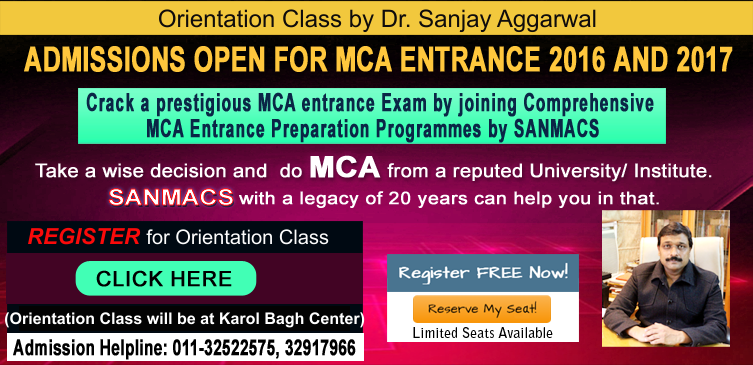 Orientation Class by Dr. Sanjay Aggarwal
ADMISSIONS OPEN FOR MCA ENTRANCE 2016 AND 2017
Crack a prestigious MCA entrance Exam by joining Comprehensive
MCA Entrance Preparation Programmes by SANMACS
Take a wise decision and do MCA from a reputed University/ Institute.
SANMACS with a legacy of 20 years can help you in that.
REGISTER for Orientation Class
CLICK HERE
(Orientation Class will be at Karol Bagh Center)
Admission Helpline: 011-32522575, 32917966
Register FREE Now!
Reserve My Seat!
Limited Seats Available